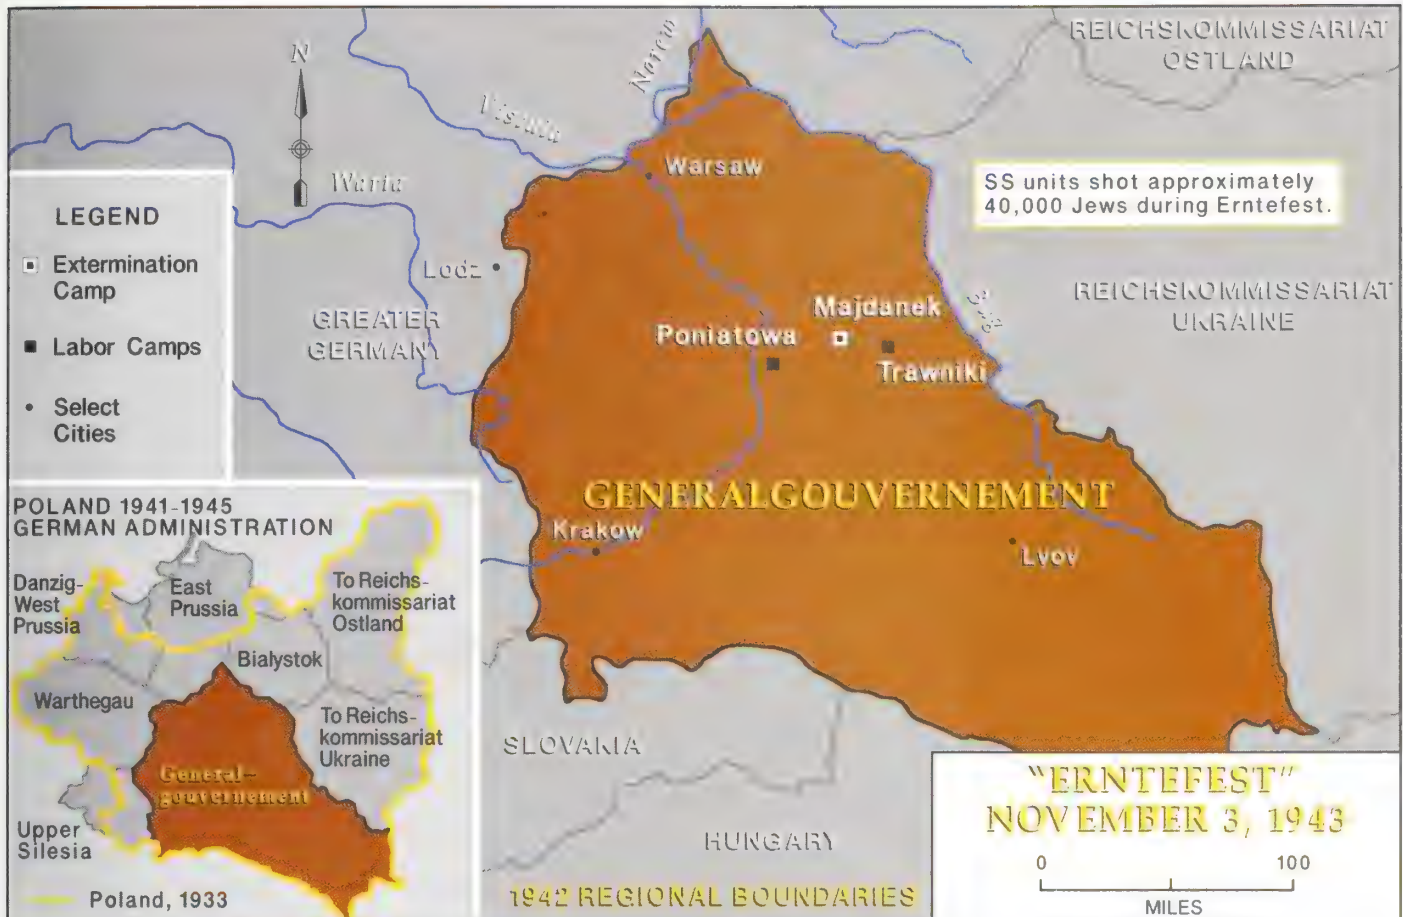 N
Narew
Vistula
Warta
Warsaw
REICHSKOMMISSARIAT
OSTLAND
SS units shot approximately
40,000 Jews during Erntefest.
LEGEND
Extermination
Camp
Labor Camps
Select
Cities
Lodz
GREATER
GERMANY
Majdanek
Poniatowa
Trawniki
Bug
REICHSKOMMISSARIAT
UKRAINE
GENERALGOUVERNEMENT
Krakow
Lvov
POLAND 1941-1945
GERMAN ADMINISTRATION
Danzig-
West
Prussia
East
Prussia
To Reichs-
kommissariat
Ostland
Bialystok
Warthegau
To Reichs-
kommissariat
Ukraine
General-
gouvernement
Upper
Silesia
Poland, 1933
SLOVAKIA
HUNGARY
1942 REGIONAL BOUNDARIES
"ERNTEFEST"
NOVEMBER 3, 1943
0 100
MILES